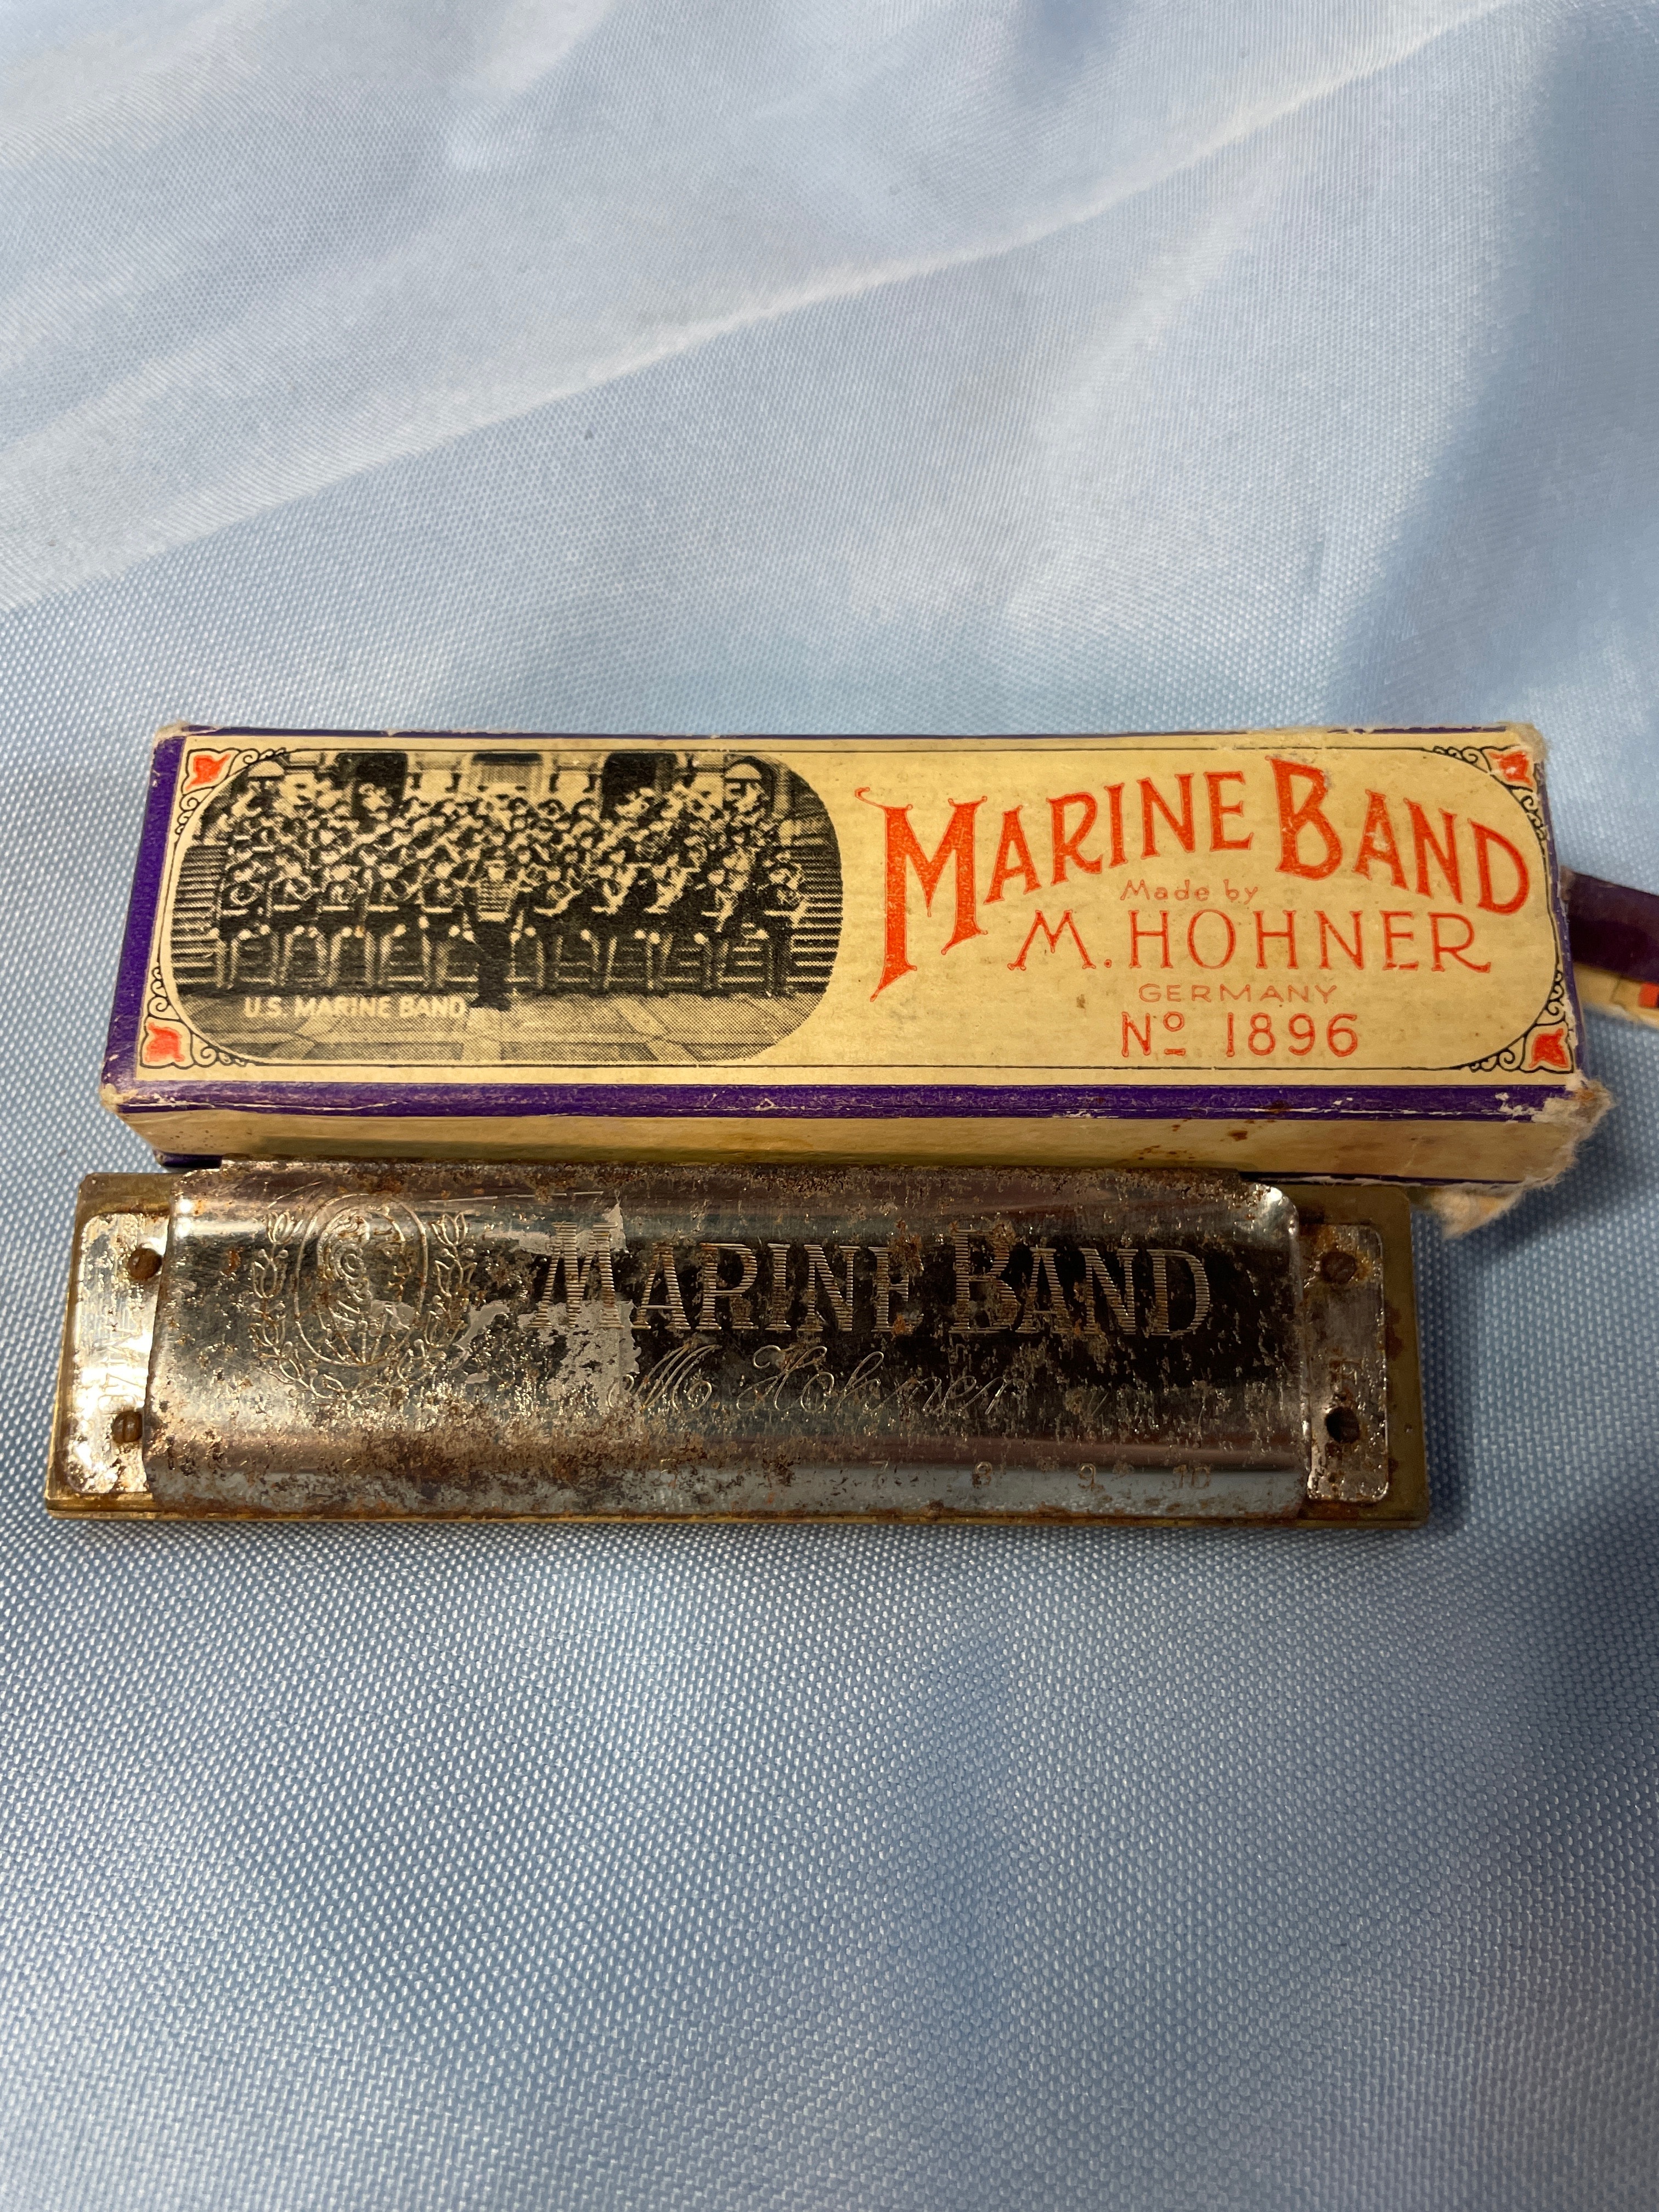 U.S. MARINE BAND
MARINE BAND
Made by
M. HOHNER
GERMANY
Nº 1896
MARINE BAND
M. Hohner
7 8 9 10